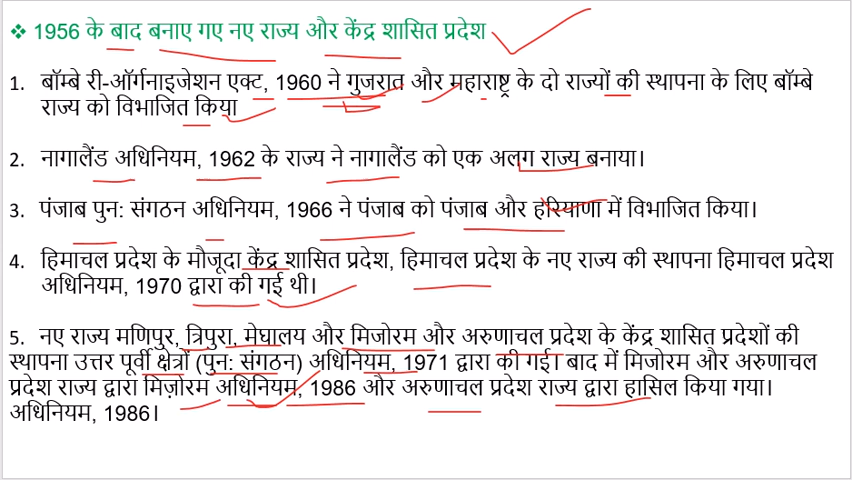 ❖ 1956 के बाद बनाए गए नए राज्य और केंद्र शासित प्रदेश
1. बॉम्बे री-ऑर्गनाइजेशन एक्ट, 1960 ने गुजरात और महाराष्ट्र के दो राज्यों की स्थापना के लिए बॉम्बे
राज्य को विभाजित किया
2. नागालैंड अधिनियम, 1962 के राज्य ने नागालैंड को एक अलग राज्य बनाया।
3. पंजाब पुन: संगठन अधिनियम, 1966 ने पंजाब को पंजाब और हरियाणा में विभाजित किया।
4. हिमाचल प्रदेश के मौजूदा केंद्र शासित प्रदेश, हिमाचल प्रदेश के नए राज्य की स्थापना हिमाचल प्रदेश
अधिनियम, 1970 द्वारा की गई थी।
5. नए राज्य मणिपुर, त्रिपुरा, मेघालय और मिजोरम और अरुणाचल प्रदेश के केंद्र शासित प्रदेशों की
स्थापना उत्तर पूर्वी क्षेत्रों (पुन: संगठन) अधिनियम, 1971 द्वारा की गई। बाद में मिजोरम और अरुणाचल
प्रदेश राज्य द्वारा मिज़ोरम अधिनियम, 1986 और अरुणाचल प्रदेश राज्य द्वारा हासिल किया गया।
अधिनियम, 1986।